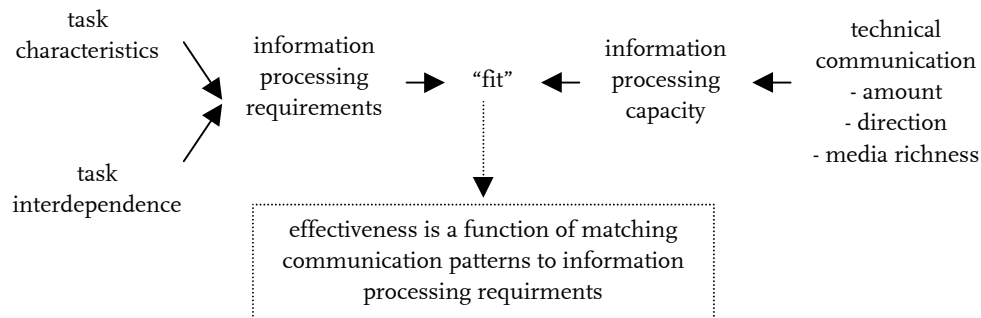 task
characteristics
information
processing
requirements
“fit”
information
processing
capacity
technical
communication
- amount
- direction
- media richness
task
interdependence
effectiveness is a function of matching
communication patterns to information
processing requirments